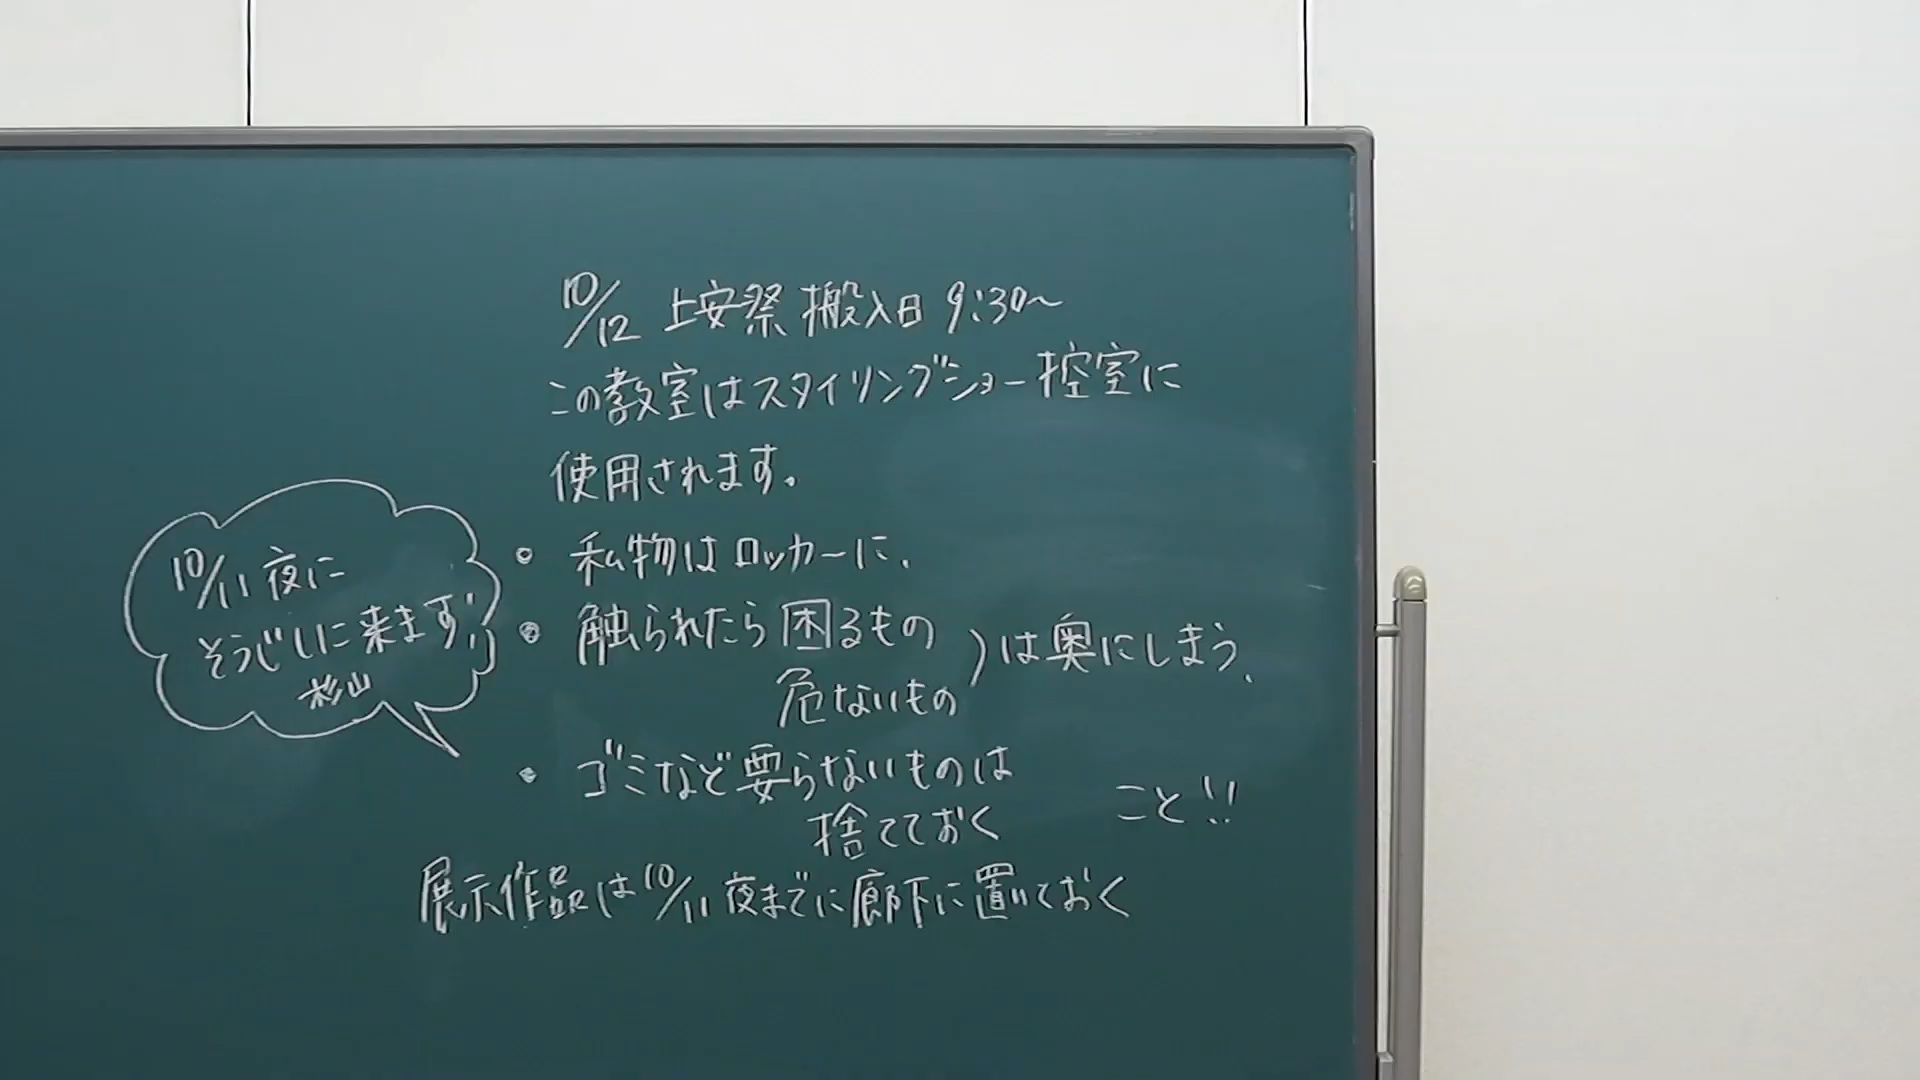 10/12 上安祭 搬入日 9:30〜
この教室はスタイリングショー控室に
使用されます。
・ 私物はロッカーに、
・ 触られたら困るもの
危ないもの
)は奥にしまう、
・ ゴミなど要らないものは
捨てておく
こと!!
展示作品は10/11夜までに廊下に置いておく
10/11 夜に
そうじしに来ます!!
杉山